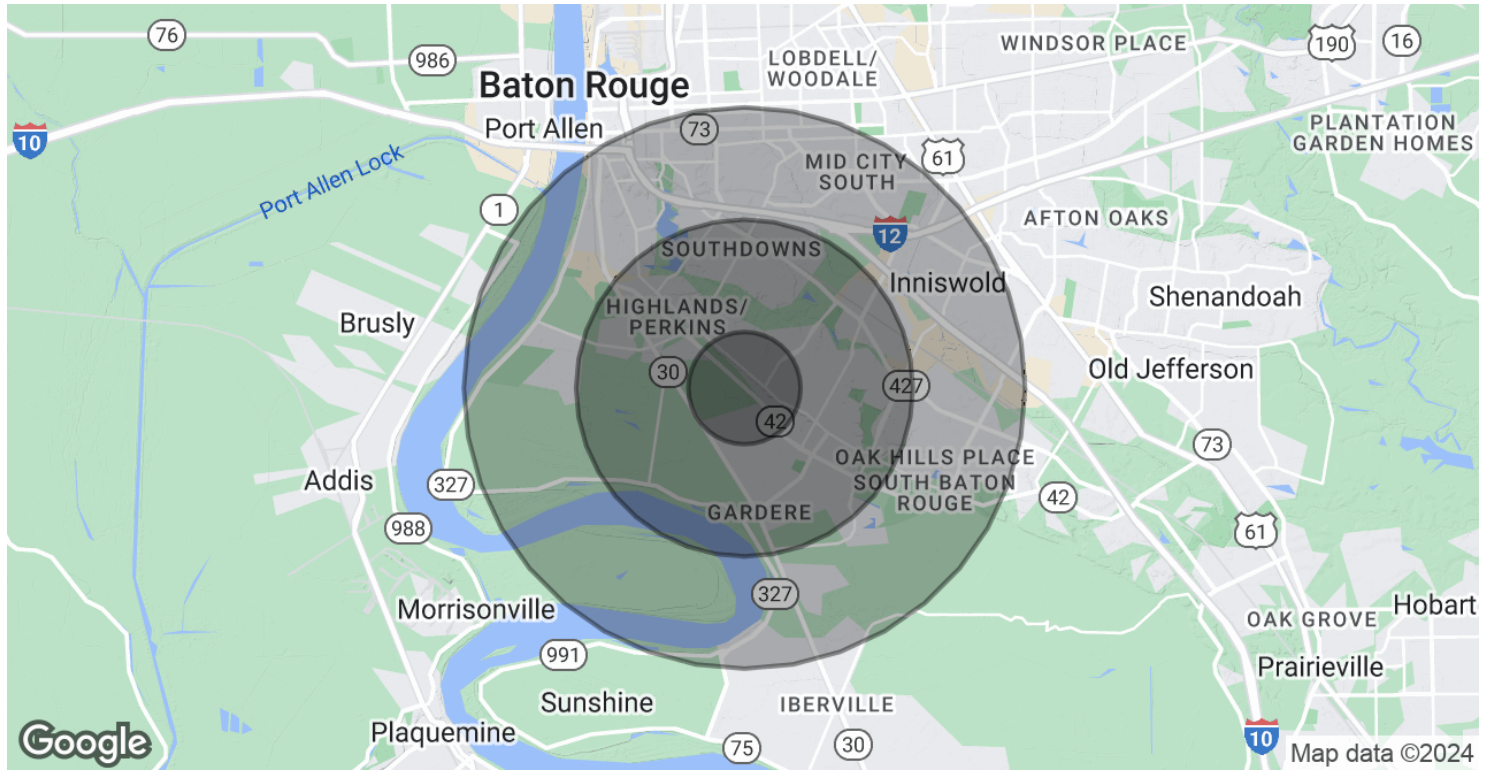 76
986
Baton Rouge
LOBDELL/
WOODALE
WINDSOR PLACE
190
16
10
Port Allen
73
61
PLANTATION
GARDEN HOMES
Port Allen Lock
MID CITY
SOUTH
1
12
AFTON OAKS
SOUTHDOWNS
Inniswold
Shenandoah
HIGHLANDS/
PERKINS
Brusly
30
427
Old Jefferson
42
73
Addis
327
OAK HILLS PLACE
SOUTH BATON
ROUGE
42
988
GARDERE
61
Morrisonville
327
Hobart
OAK GROVE
991
Prairieville
Sunshine
IBERVILLE
Plaquemine
75
30
10
Google
Map data ©2024